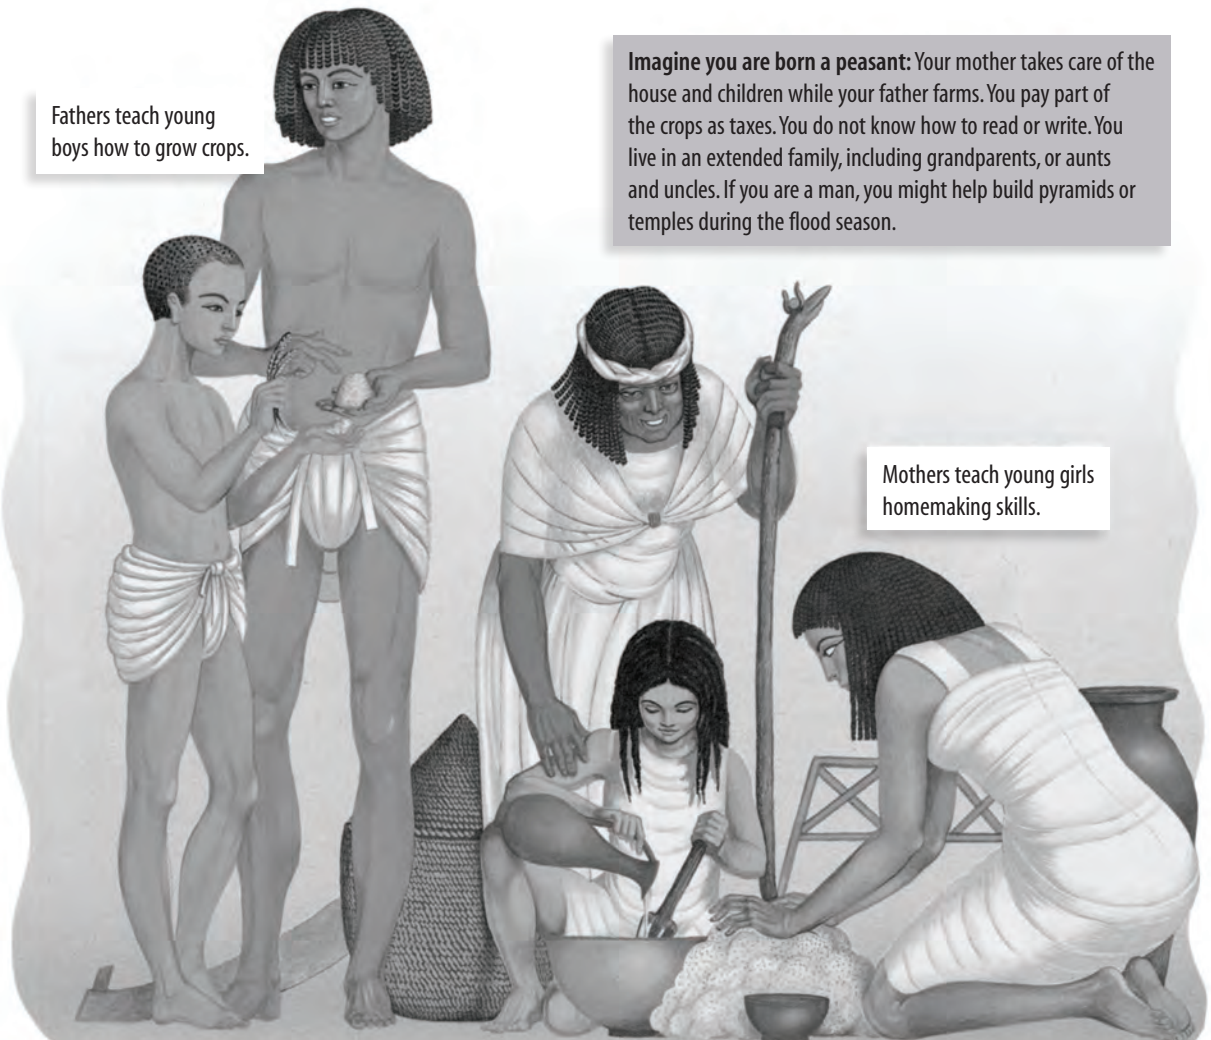 Fathers teach young
boys how to grow crops.
Imagine you are born a peasant: Your mother takes care of the
house and children while your father farms. You pay part of
the crops as taxes. You do not know how to read or write. You
live in an extended family, including grandparents, or aunts
and uncles. If you are a man, you might help build pyramids or
temples during the flood season.
Mothers teach young girls
homemaking skills.